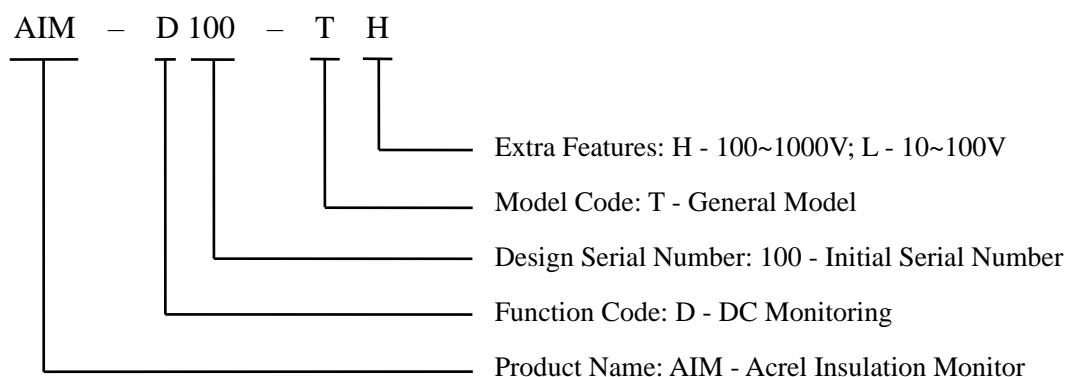 AIM – D 100 – T H
Extra Features: H - 100~1000V; L - 10~100V
Model Code: T - General Model
Design Serial Number: 100 - Initial Serial Number
Function Code: D - DC Monitoring
Product Name: AIM - Acrel Insulation Monitor